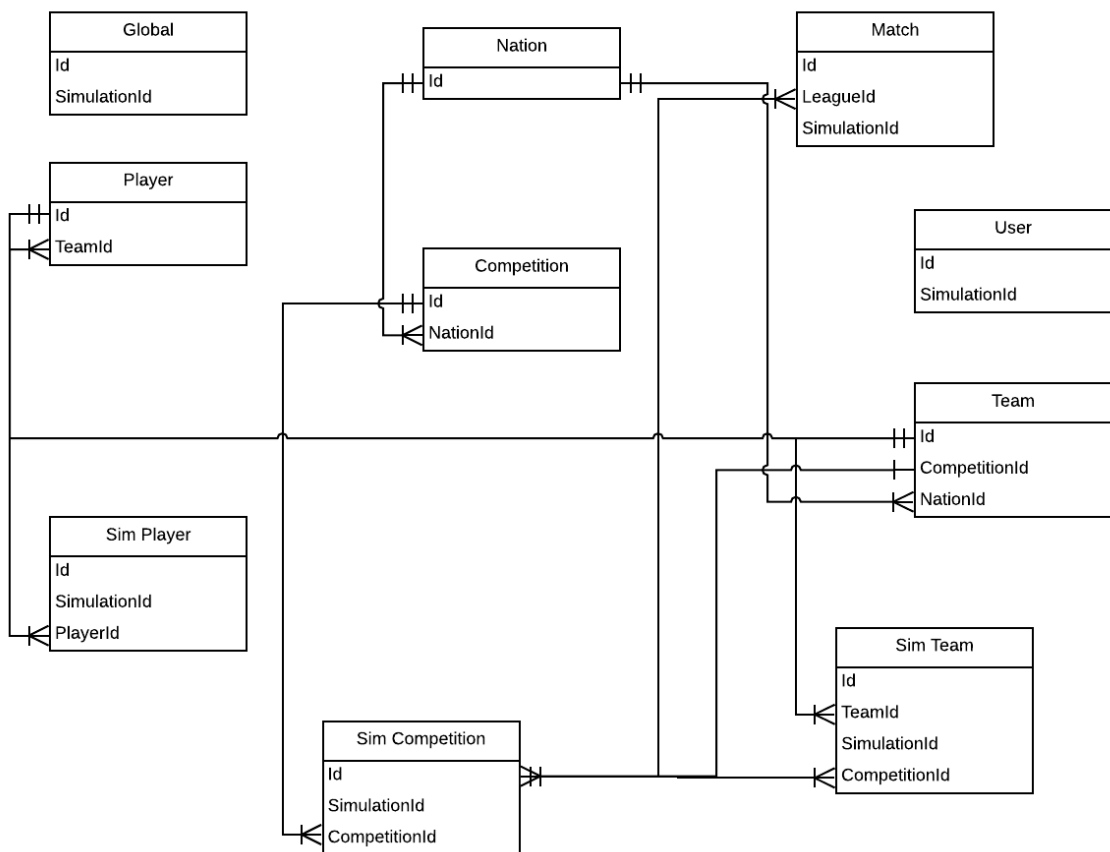 Global
Id
SimulationId
Nation
Id
Match
Id
LeagueId
SimulationId
Player
Id
TeamId
User
Id
SimulationId
Competition
Id
NationId
Team
Id
CompetitionId
NationId
Sim Player
Id
SimulationId
PlayerId
Sim Team
Id
TeamId
SimulationId
CompetitionId
Sim Competition
Id
SimulationId
CompetitionId